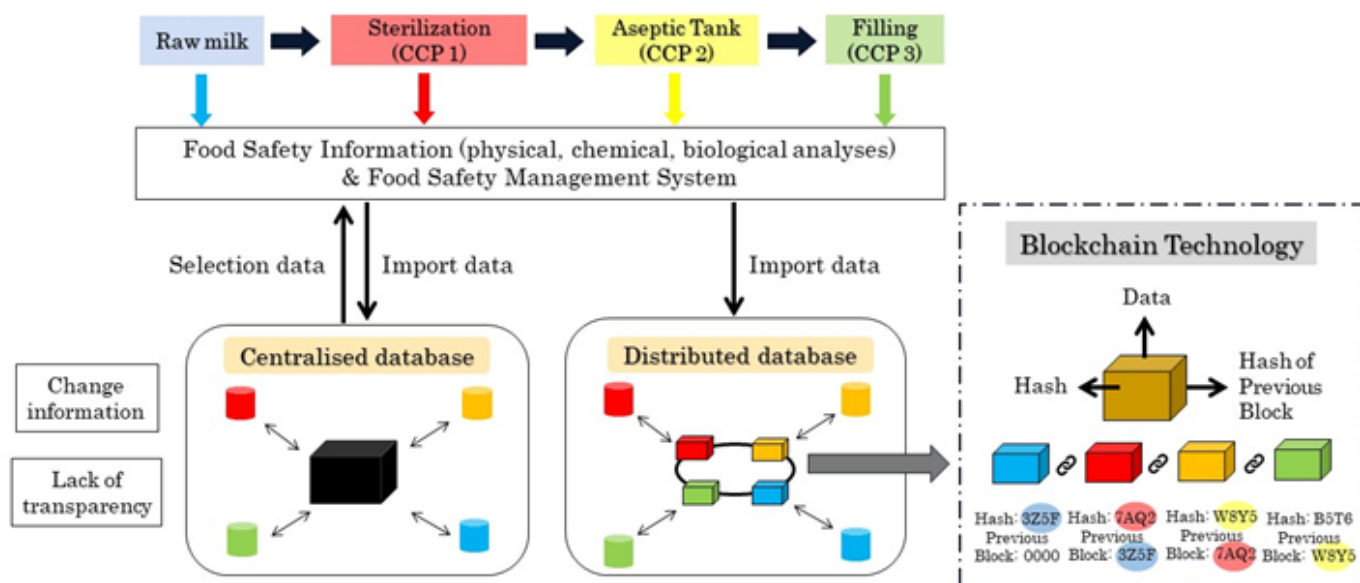 Raw milk
Sterilization
(CCP 1)
Aseptic Tank
(CCP 2)
Filling
(CCP 3)
Food Safety Information (physical, chemical, biological analyses)
& Food Safety Management System
Selection data
Import data
Import data
Centralised database
Distributed database
Change
information
Lack of
transparency
Blockchain Technology
Data
Hash
Hash of
Previous
Block
Hash: 3Z5F
Previous
Block: 0000
Hash: 7AQ2
Previous
Block: 3Z5F
Hash: W8Y5
Previous
Block: 7AQ2
Hash: B5T6
Previous
Block: W8Y5